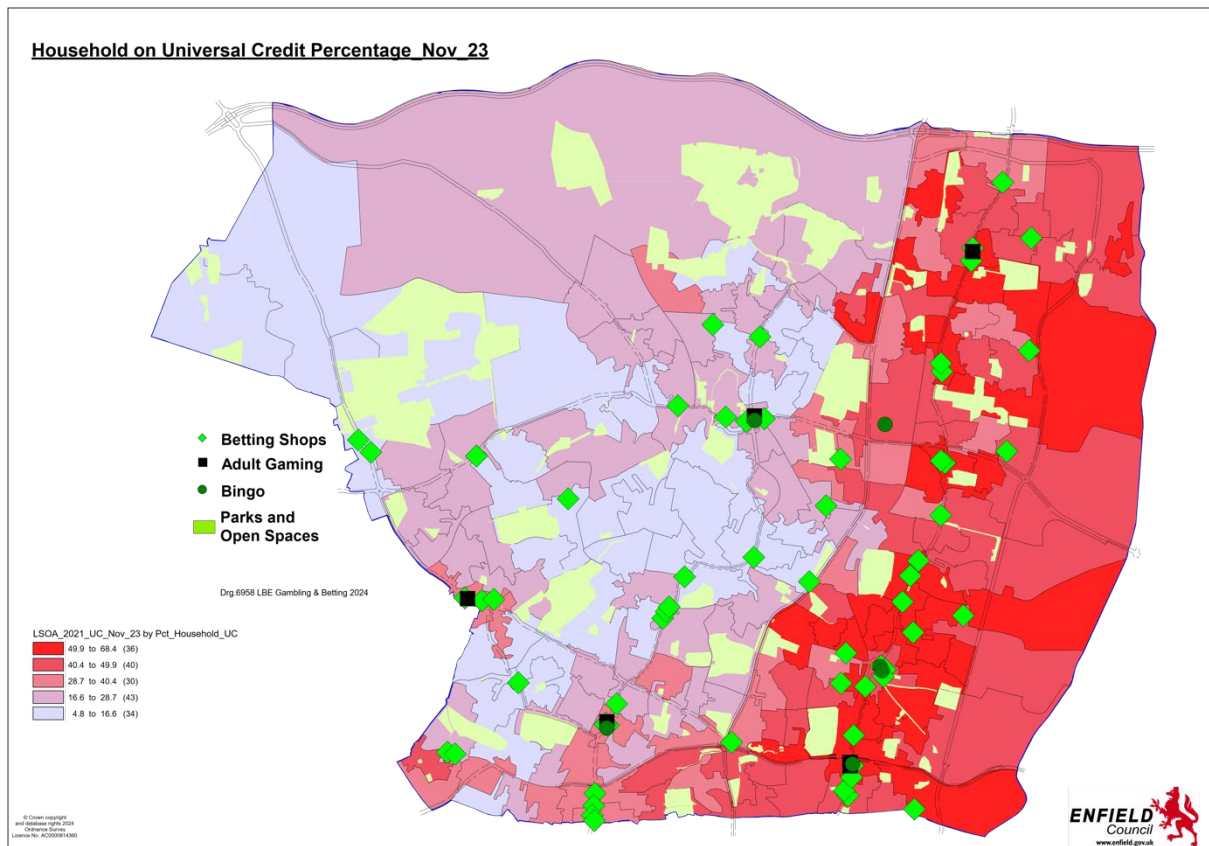 Household on Universal Credit Percentage_Nov_23
Betting Shops
Adult Gaming
Bingo
Parks and
Open Spaces
Drg.6958 LBE Gambling & Betting 2024
LSOA_2021_UC_Nov_23 by Pct_Household_UC
49.9 to 68.4 (36)
40.4 to 49.9 (40)
28.7 to 40.4 (30)
16.6 to 28.7 (43)
4.8 to 16.6 (34)
© Crown copyright
and database rights 2024
Ordnance Survey
Licence No. AC0000814360
ENFIELD
Council
www.enfield.gov.uk